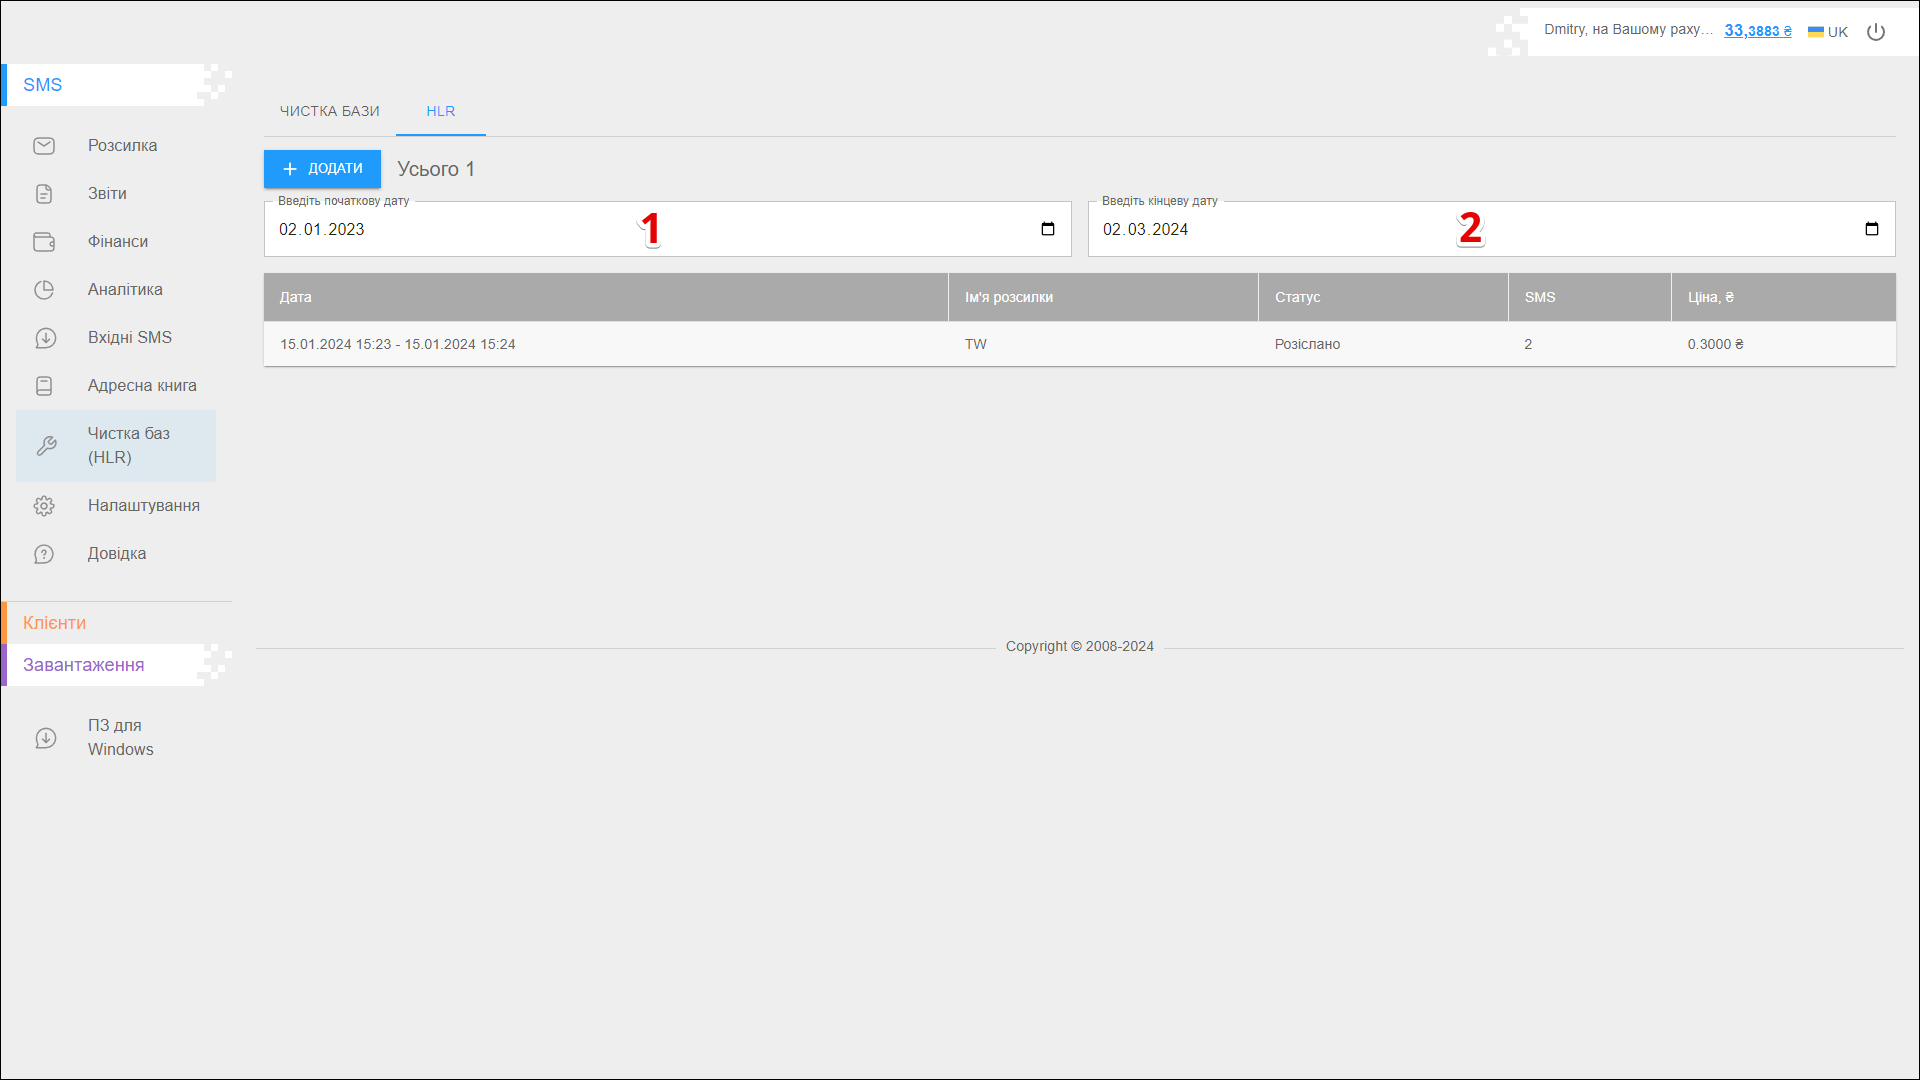 Dmitry, на Вашому раху...
33,3883 ₴
UK
SMS
Розсилка
Звіти
Фінанси
Аналітика
Вхідні SMS
Адресна книга
Чистка баз
(HLR)
Налаштування
Довідка
Клієнти
Завантаження
ПЗ для
Windows
ЧИСТКА БАЗИ HLR
ДОДАТИ Усього 1
Введіть початкову дату
02.01.2023
1
Введіть кінцеву дату
02.03.2024
2
Дата Ім'я розсилки Статус SMS Ціна, ₴
15.01.2024 15:23 - 15.01.2024 15:24 TW Розіслано 2 0.3000 ₴
Copyright © 2008-2024